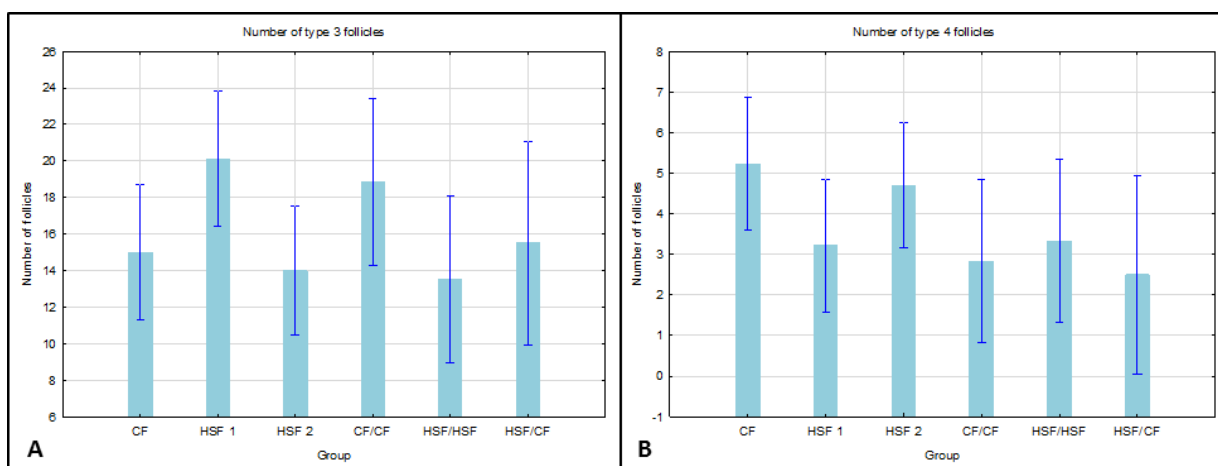 Number of type 3 follicles
Number of follicles
26
24
22
20
18
16
14
12
10
8
6
CF HSF 1 HSF 2 CF/CF HSF/HSF HSF/CF
Group
A
Number of type 4 follicles
Number of follicles
8
7
6
5
4
3
2
1
0
-1
CF HSF 1 HSF 2 CF/CF HSF/HSF HSF/CF
Group
B